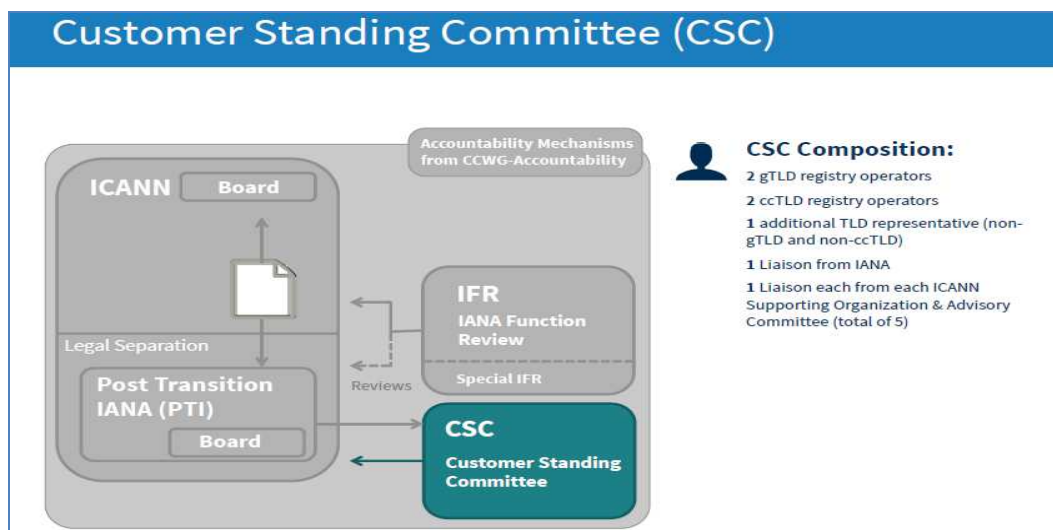 Customer Standing Committee (CSC)
Accountability Mechanisms
from CCWG-Accountability
ICANN
Board
Legal Separation
Post Transition
IANA (PTI)
Board
Reviews
IFR
IANA Function
Review
Special IFR
CSC
Customer Standing
Committee
CSC Composition:
2 gTLD registry operators
2 ccTLD registry operators
1 additional TLD representative (non-
gTLD and non-ccTLD)
1 Liaison from IANA
1 Liaison each from each ICANN
Supporting Organization & Advisory
Committee (total of 5)